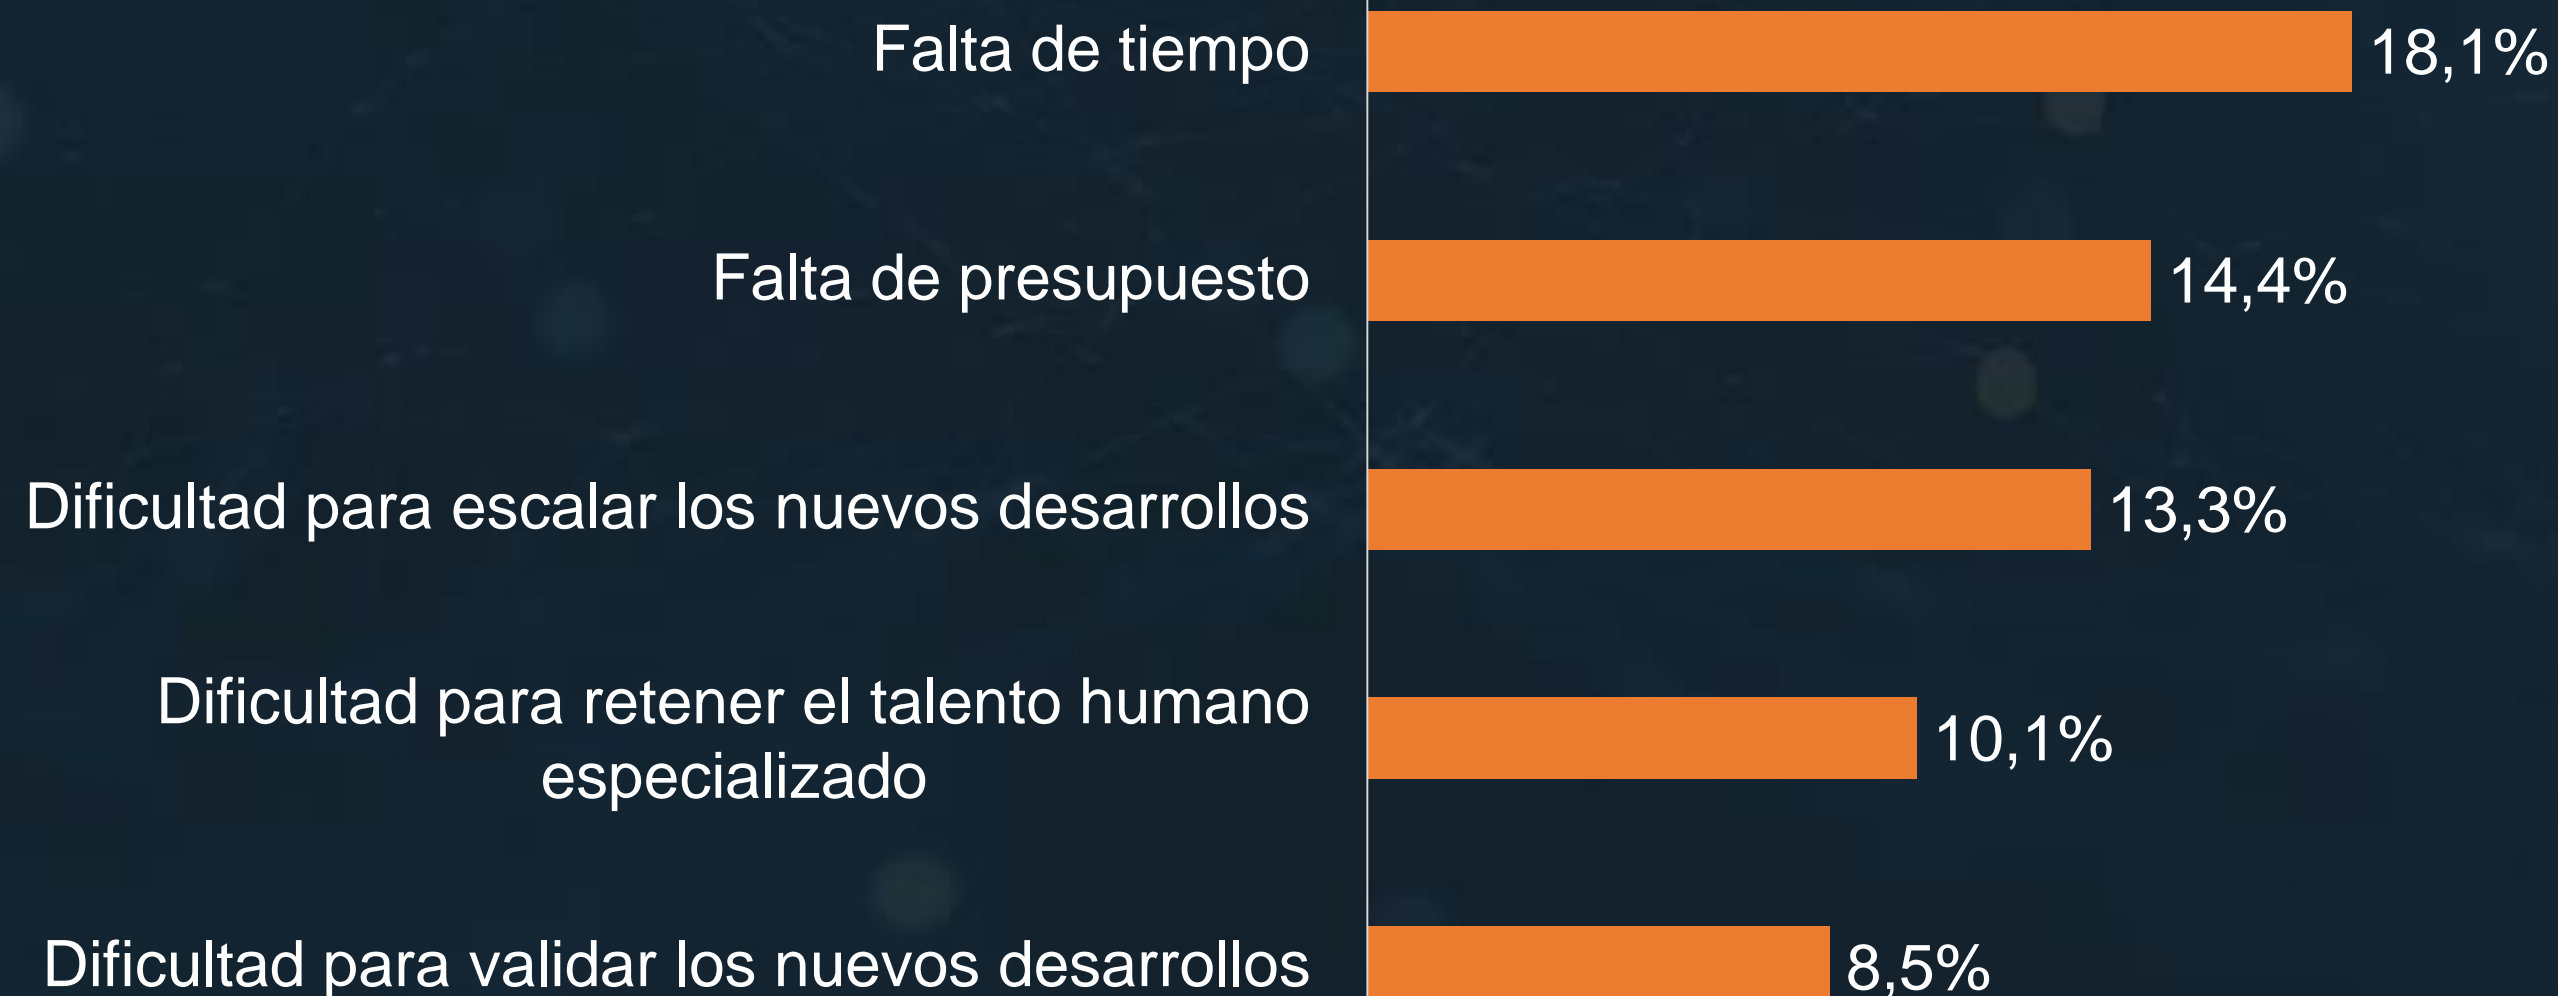 Falta de tiempo
18,1%
Falta de presupuesto
14,4%
Dificultad para escalar los nuevos desarrollos
13,3%
Dificultad para retener el talento humano
especializado
10,1%
Dificultad para validar los nuevos desarrollos
8,5%